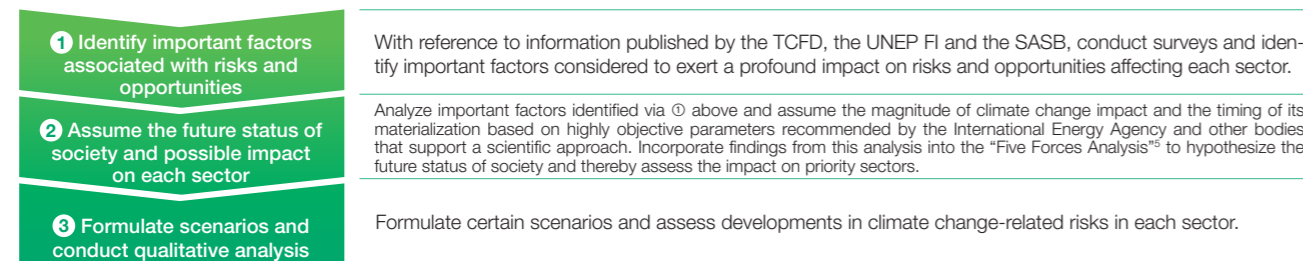 ① Identify important factors
associated with risks and
opportunities
With reference to information published by the TCFD, the UNEP FI and the SASB, conduct surveys and iden-
tify important factors considered to exert a profound impact on risks and opportunities affecting each sector.
② Assume the future status of
society and possible impact
on each sector
Analyze important factors identified via ① above and assume the magnitude of climate change impact and the timing of its
materialization based on highly objective parameters recommended by the International Energy Agency and other bodies
that support a scientific approach. Incorporate findings from this analysis into the “Five Forces Analysis”⁵ to hypothesize the
future status of society and thereby assess the impact on priority sectors.
③ Formulate scenarios and
conduct qualitative analysis
Formulate certain scenarios and assess developments in climate change-related risks in each sector.